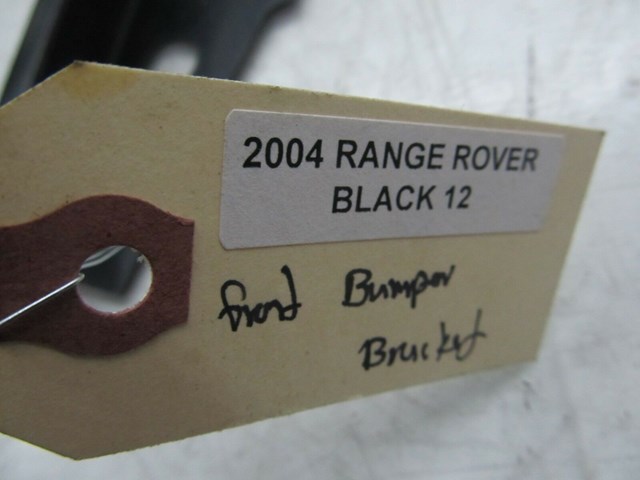 2004 RANGE ROVER
BLACK 12
front Bumper
Bracket